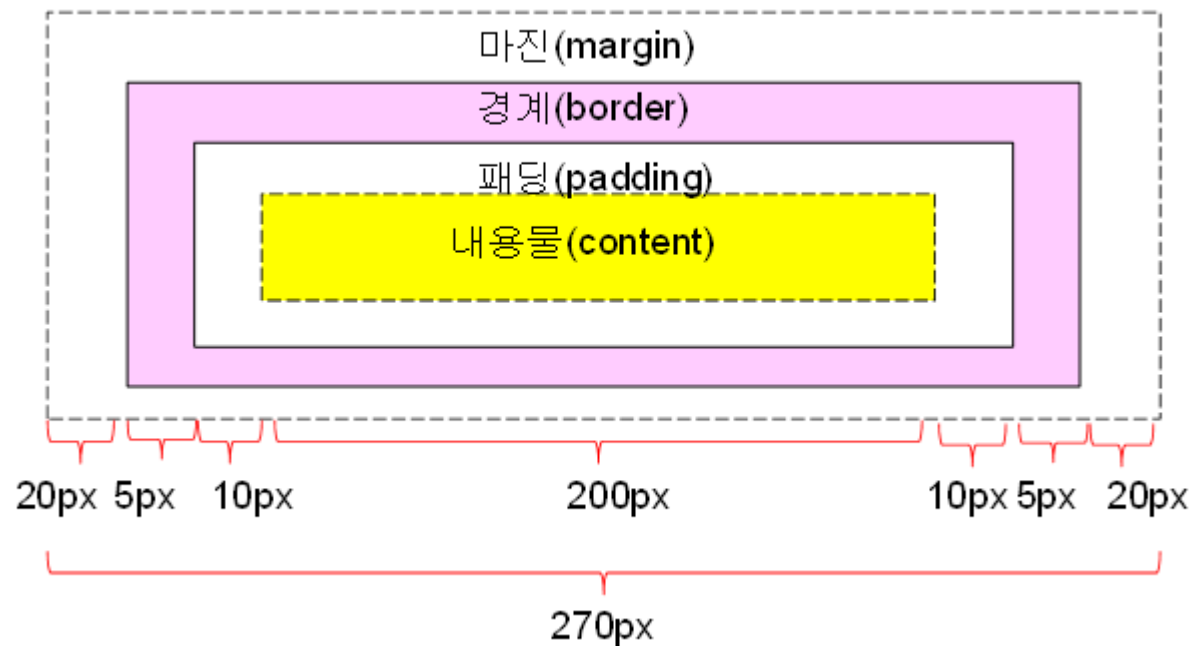 마진(margin)
경계(border)
패딩(padding)
내용물(content)
20px 5px 10px 200px 10px 5px 20px
270px